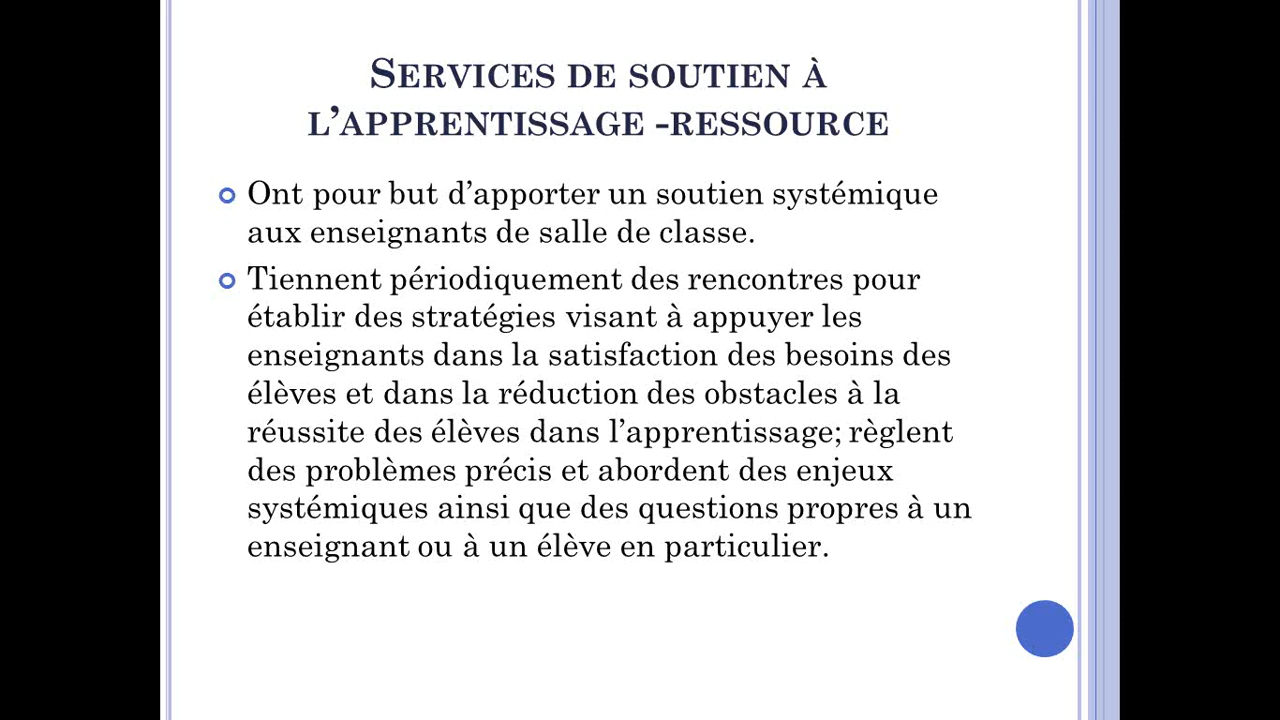 SERVICES DE SOUTIEN À
L’APPRENTISSAGE -RESSOURCE
Ont pour but d’apporter un soutien systémique
aux enseignants de salle de classe.
Tiennent périodiquement des rencontres pour
établir des stratégies visant à appuyer les
enseignants dans la satisfaction des besoins des
élèves et dans la réduction des obstacles à la
réussite des élèves dans l’apprentissage; règlent
des problèmes précis et abordent des enjeux
systémiques ainsi que des questions propres à un
enseignant ou à un élève en particulier.